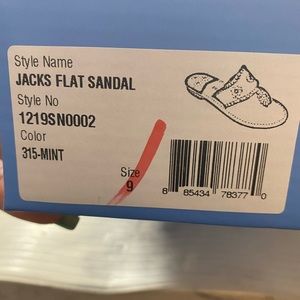 Style Name
JACKS FLAT SANDAL
Style No
1219SN0002
Color
315-MINT
Size
9
8 85434 78377 0